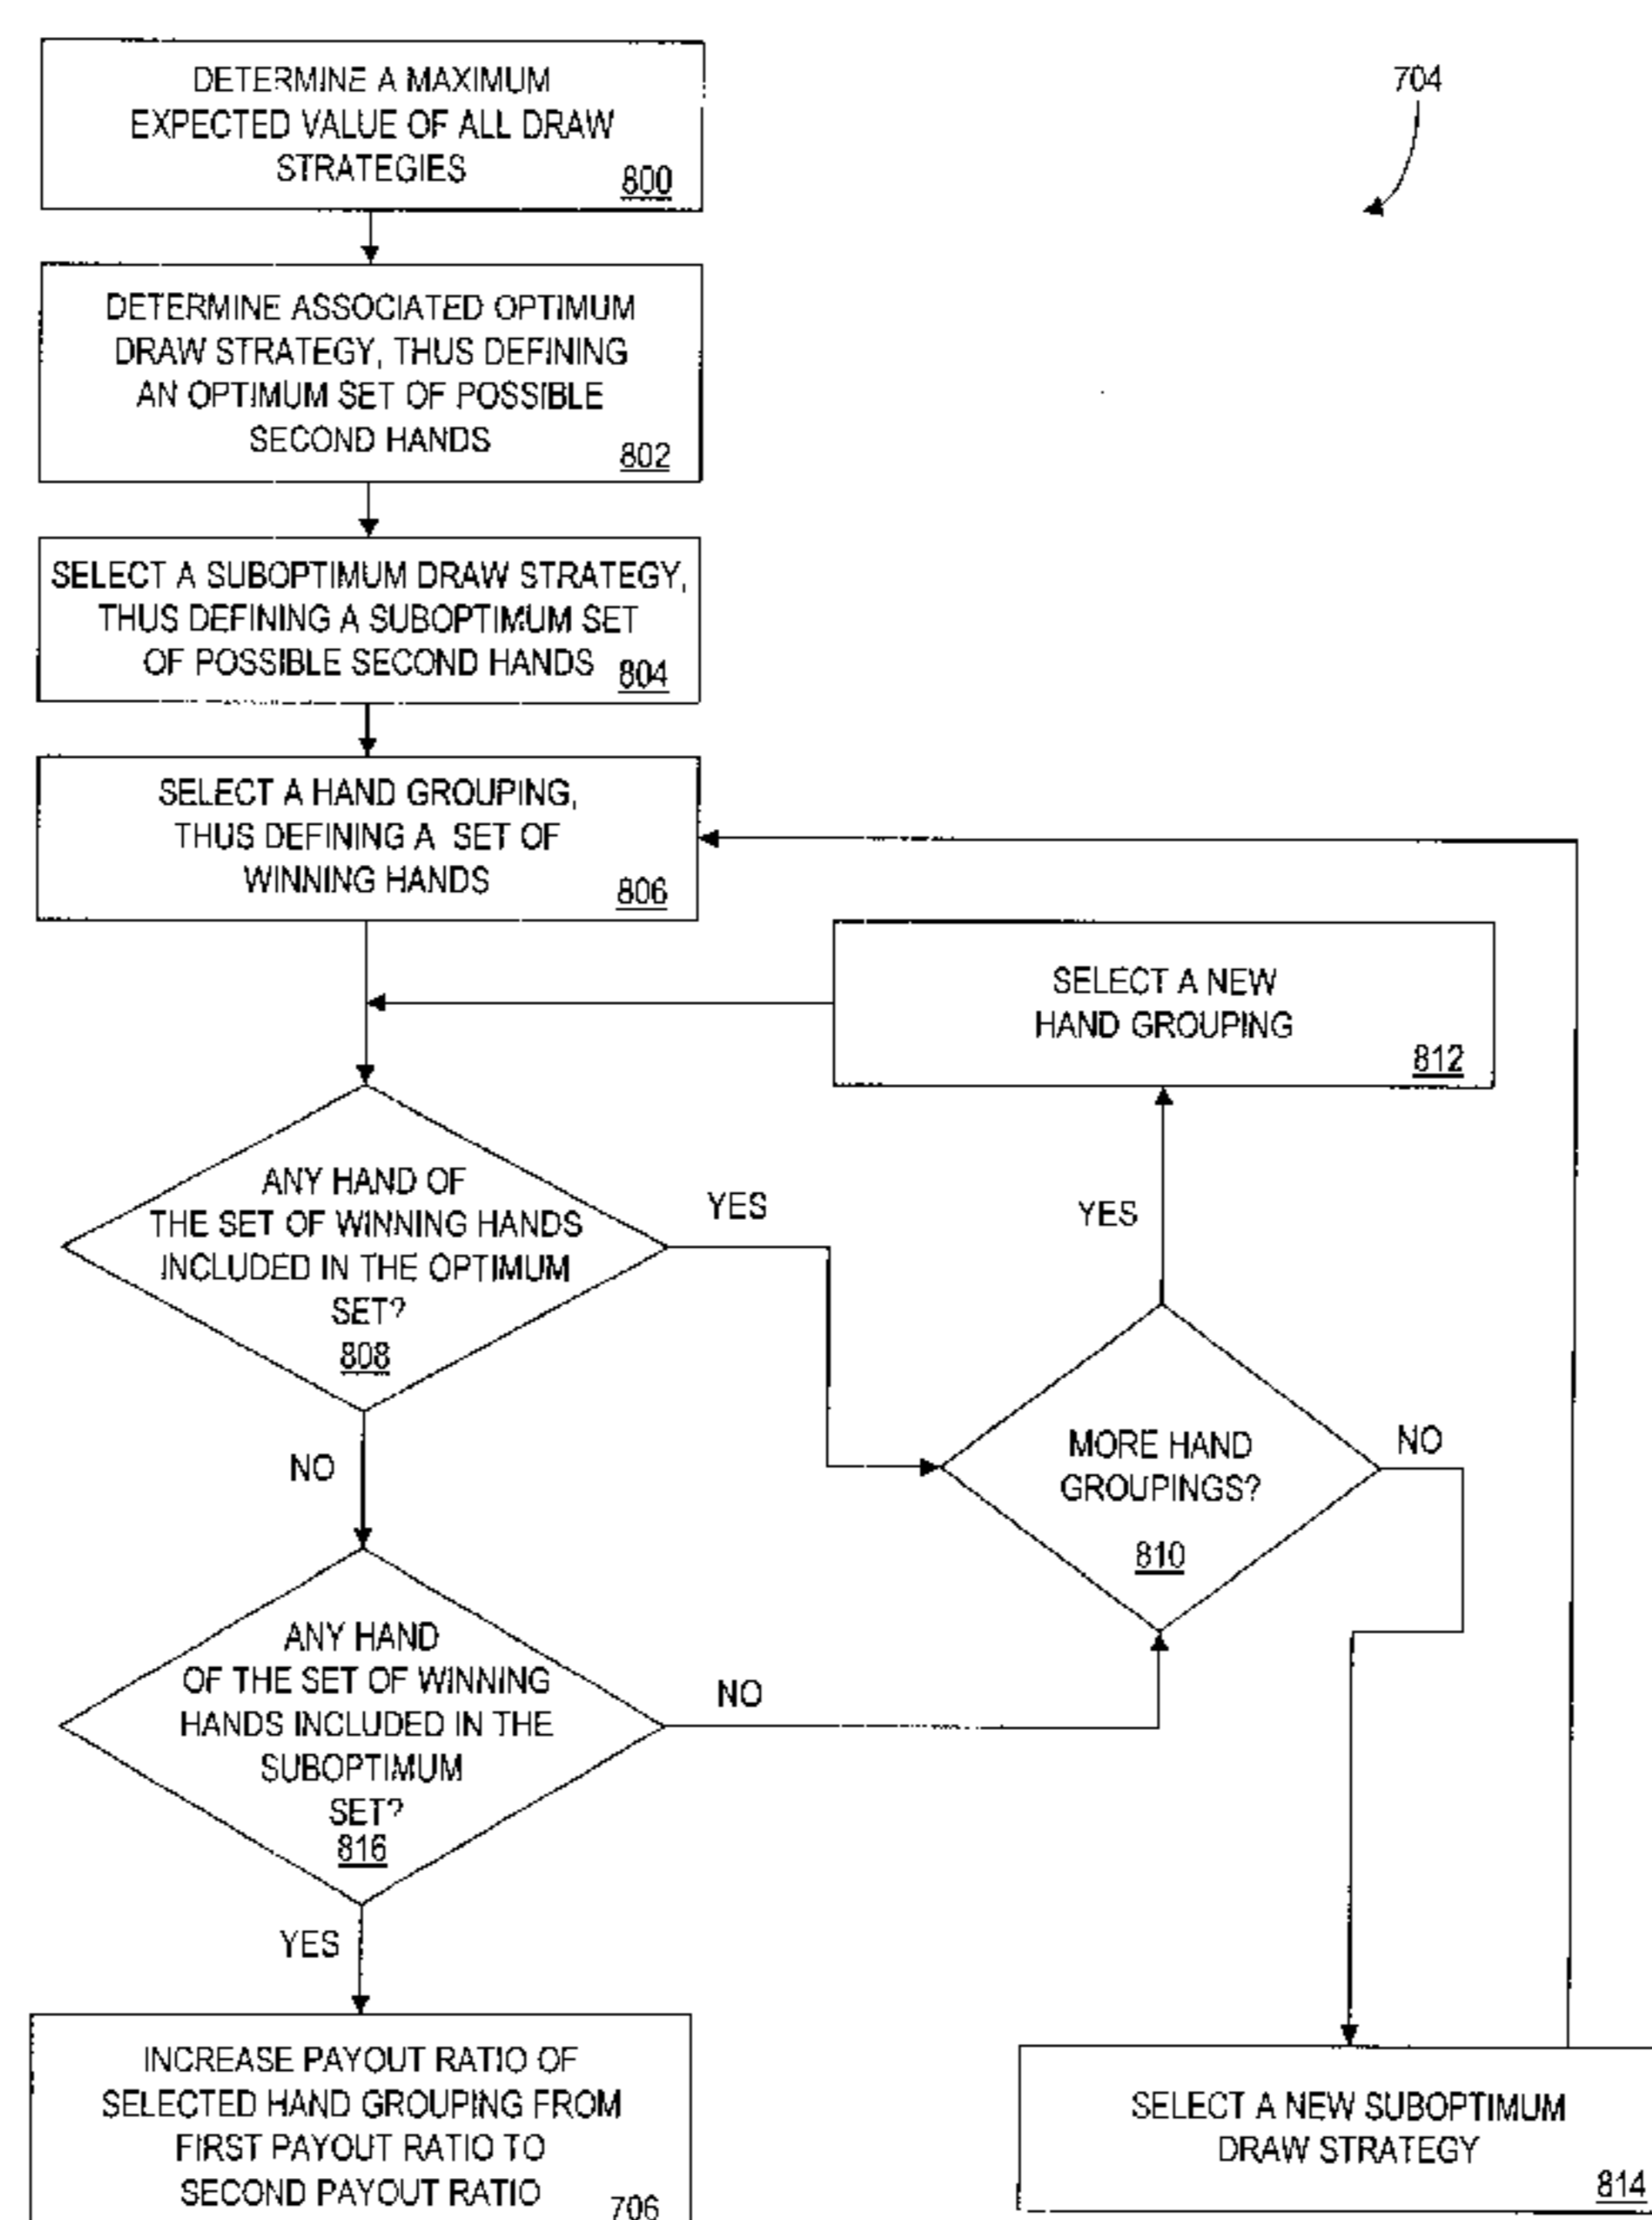 DETERMINE A MAXIMUM
EXPECTED VALUE OF ALL DRAW
STRATEGIES
800
704
DETERMINE ASSOCIATED OPTIMUM
DRAW STRATEGY, THUS DEFINING
AN OPTIMUM SET OF POSSIBLE
SECOND HANDS
802
SELECT A SUBOPTIMUM DRAW STRATEGY,
THUS DEFINING A SUBOPTIMUM SET
OF POSSIBLE SECOND HANDS
804
SELECT A HAND GROUPING,
THUS DEFINING A SET OF
WINNING HANDS
806
SELECT A NEW
HAND GROUPING
812
ANY HAND OF
THE SET OF WINNING HANDS
INCLUDED IN THE OPTIMUM
SET?
808
YES
YES
NO
MORE HAND
GROUPINGS?
810
NO
ANY HAND
OF THE SET OF WINNING
HANDS INCLUDED IN THE
SUBOPTIMUM
SET?
816
NO
YES
INCREASE PAYOUT RATIO OF
SELECTED HAND GROUPING FROM
FIRST PAYOUT RATIO TO
SECOND PAYOUT RATIO
706
SELECT A NEW SUBOPTIMUM
DRAW STRATEGY
814